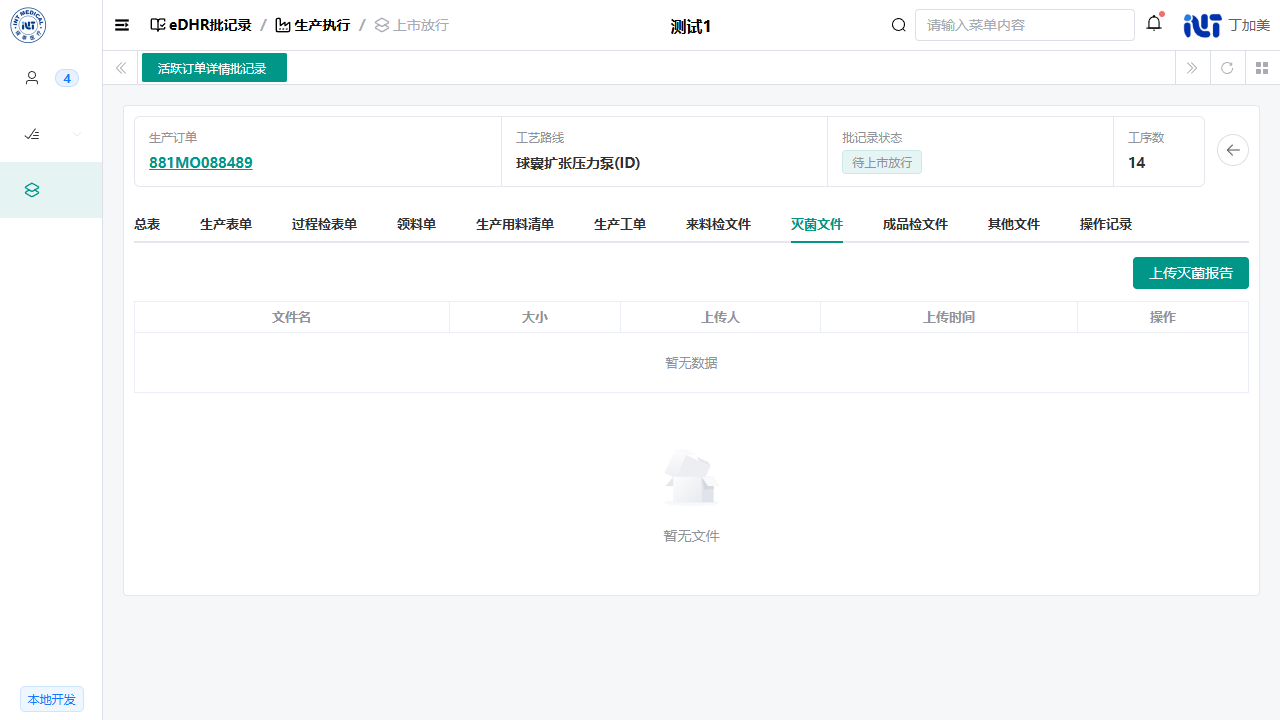 eDHR批记录 / 生产执行 / 上市放行
测试1
请输入菜单内容
丁加美
4
活跃订单详情批记录
生产订单
881MO088489
工艺路线
球囊扩张压力泵(ID)
批记录状态
待上市放行
工序数
14
总表 生产表单 过程检表单 领料单 生产用料清单 生产工单 来料检文件 灭菌文件 成品检文件 其他文件 操作记录
上传灭菌报告
文件名 大小 上传人 上传时间 操作
暂无数据
暂无文件
本地开发